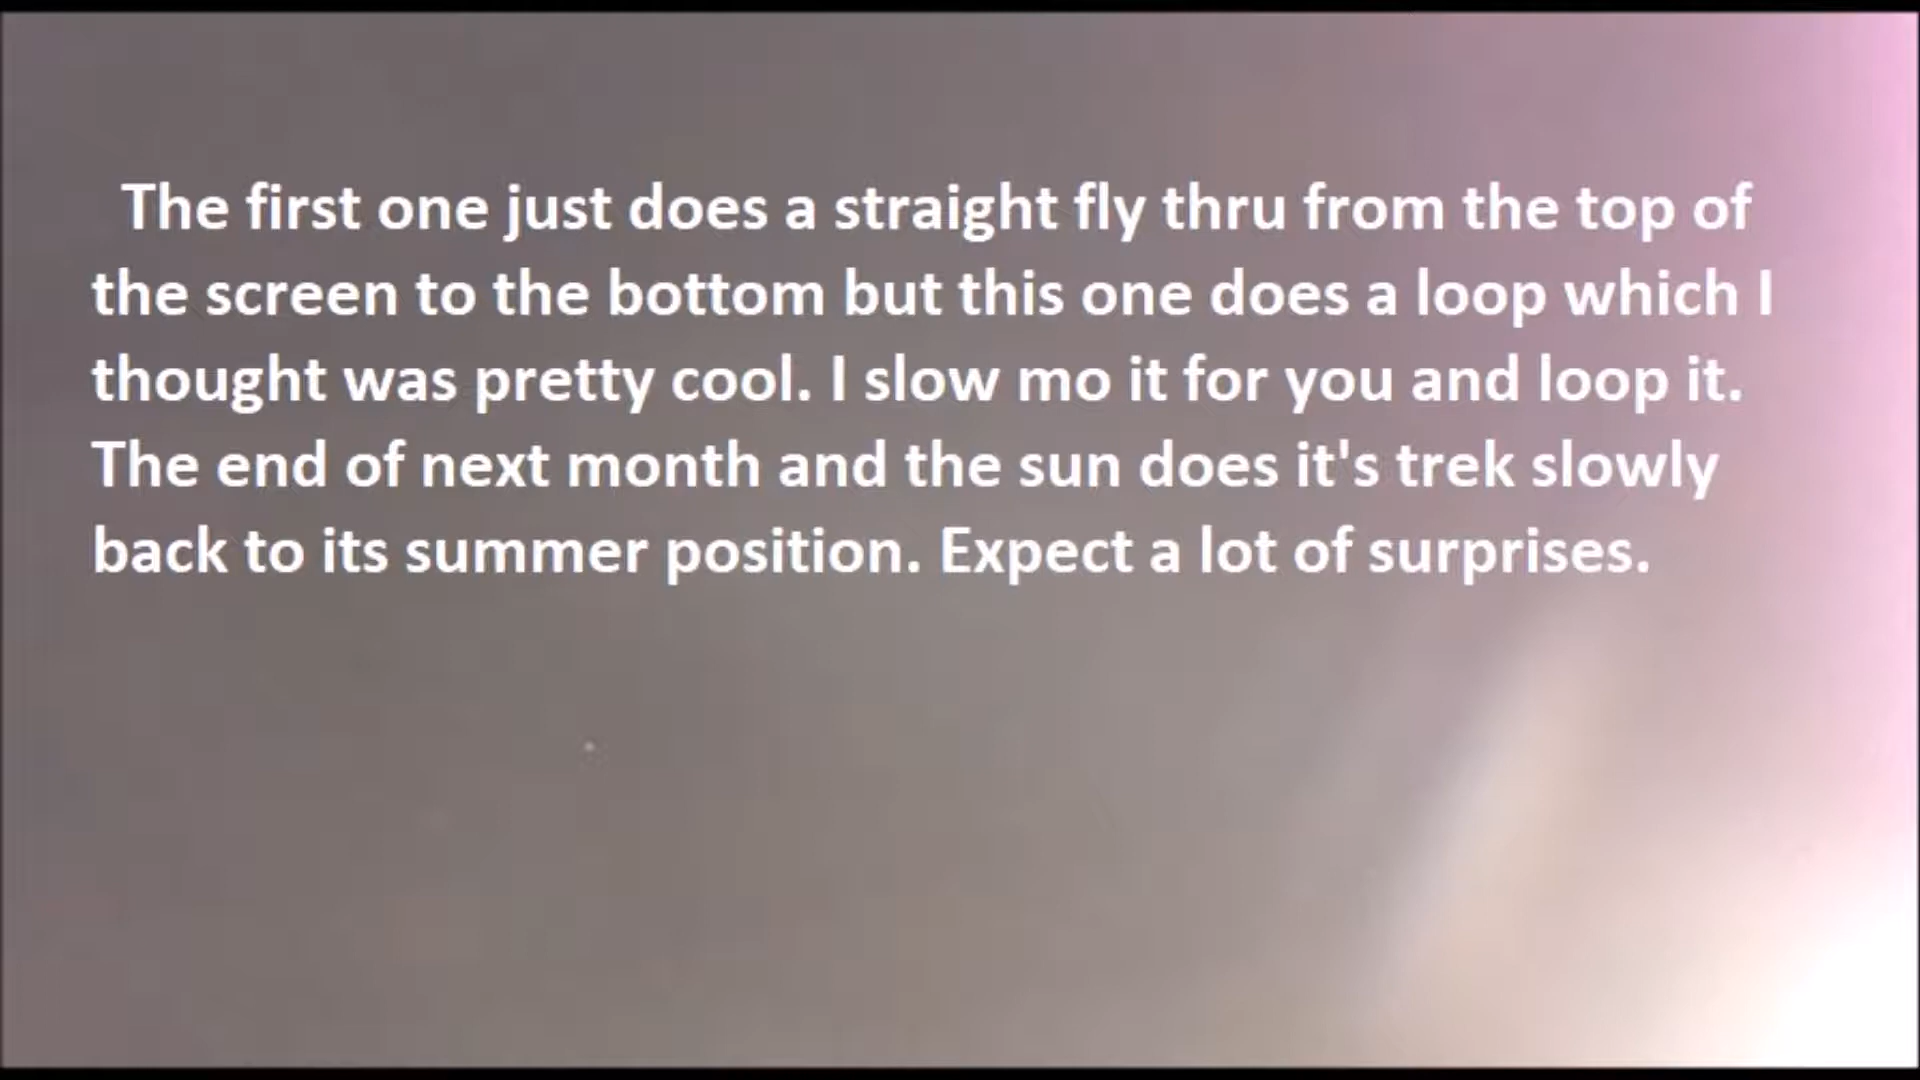 The first one just does a straight fly thru from the top of
the screen to the bottom but this one does a loop which I
thought was pretty cool. I slow mo it for you and loop it.
The end of next month and the sun does it's trek slowly
back to its summer position. Expect a lot of surprises.